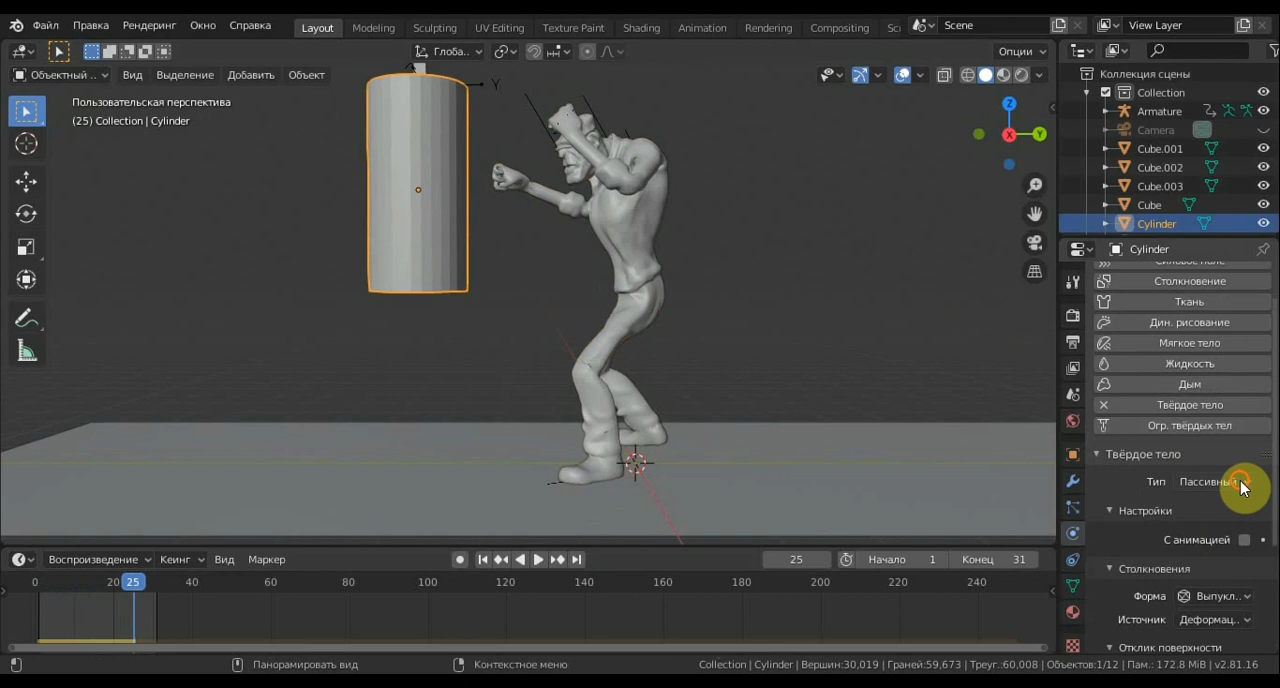 Файл Правка Рендеринг Окно Справка Layout Modeling Sculpting UV Editing Texture Paint Shading Animation Rendering Compositing Sc Scene View Layer
Глоба.. Опции
Объектный .. Вид Выделение Добавить Объект
Коллекция сцены
Collection
Armature
Camera
Cube.001
Cube.002
Cube.003
Cube
Cylinder
Пользовательская перспектива
(25) Collection | Cylinder
Y
Z
X
Y
Cylinder
Силовое поле
Столкновение
Ткань
Дин. рисование
Мягкое тело
Жидкость
Дым
Твёрдое тело
Огр. твёрдых тел
Твёрдое тело
Тип Пассивный
Настройки
С анимацией
Столкновения
Форма Выпукл..
Источник Деформац..
Отклик поверхности
Воспроизведение Кеинг Вид Маркер 25 Начало 1 Конец 31
0 20 25 40 60 80 100 120 140 160 180 200 220 240
Панорамировать вид Контекстное меню Collection | Cylinder | Вершин:30,019 | Граней:59,673 | Треуг.:60,008 | Объектов:1/12 | Пам.: 172.8 MiB | v2.81.16